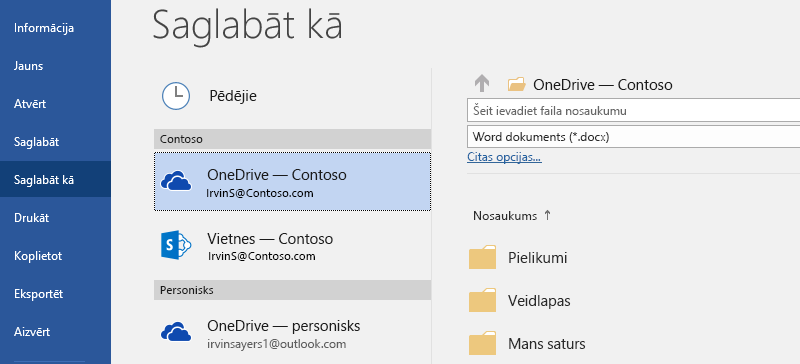 Informācija
Jauns
Atvērt
Saglabāt
Saglabāt kā
Drukāt
Koplietot
Eksportēt
Aizvērt
Saglabāt kā
Pēdējie
Contoso
OneDrive — Contoso
IrvinS@Contoso.com
Vietnes — Contoso
IrvinS@Contoso.com
Personisks
OneDrive — personisks
irvinsayers1@outlook.com
OneDrive — Contoso
Šeit ievadiet faila nosaukumu
Word dokuments (*.docx)
Citas opcijas...
Nosaukums ↑
Pielikumi
Veidlapas
Mans saturs